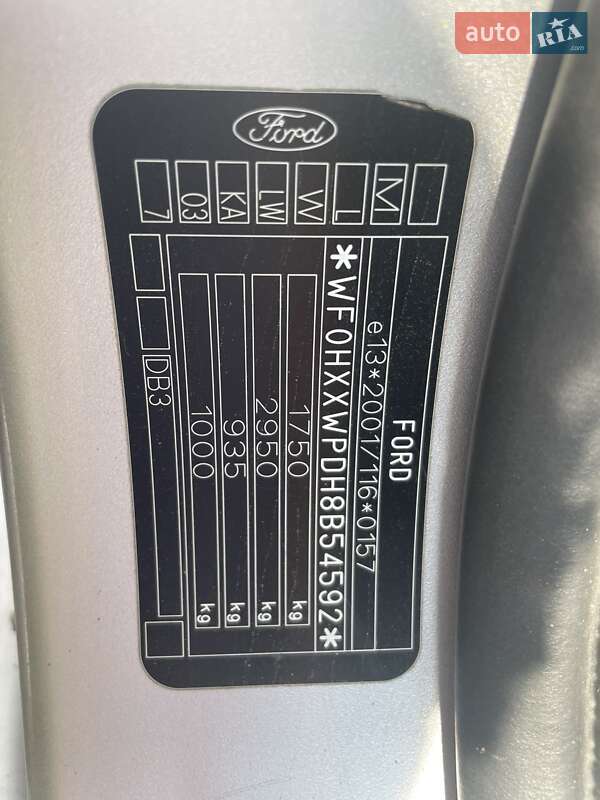 auto RIA.com
Ford
M
L
W
LW
KA
03
7
FORD
e13*2001/116*0157
*WF0HXXWPDH8B54592*
1750 kg
2950 kg
935 kg
1000 kg
DB3